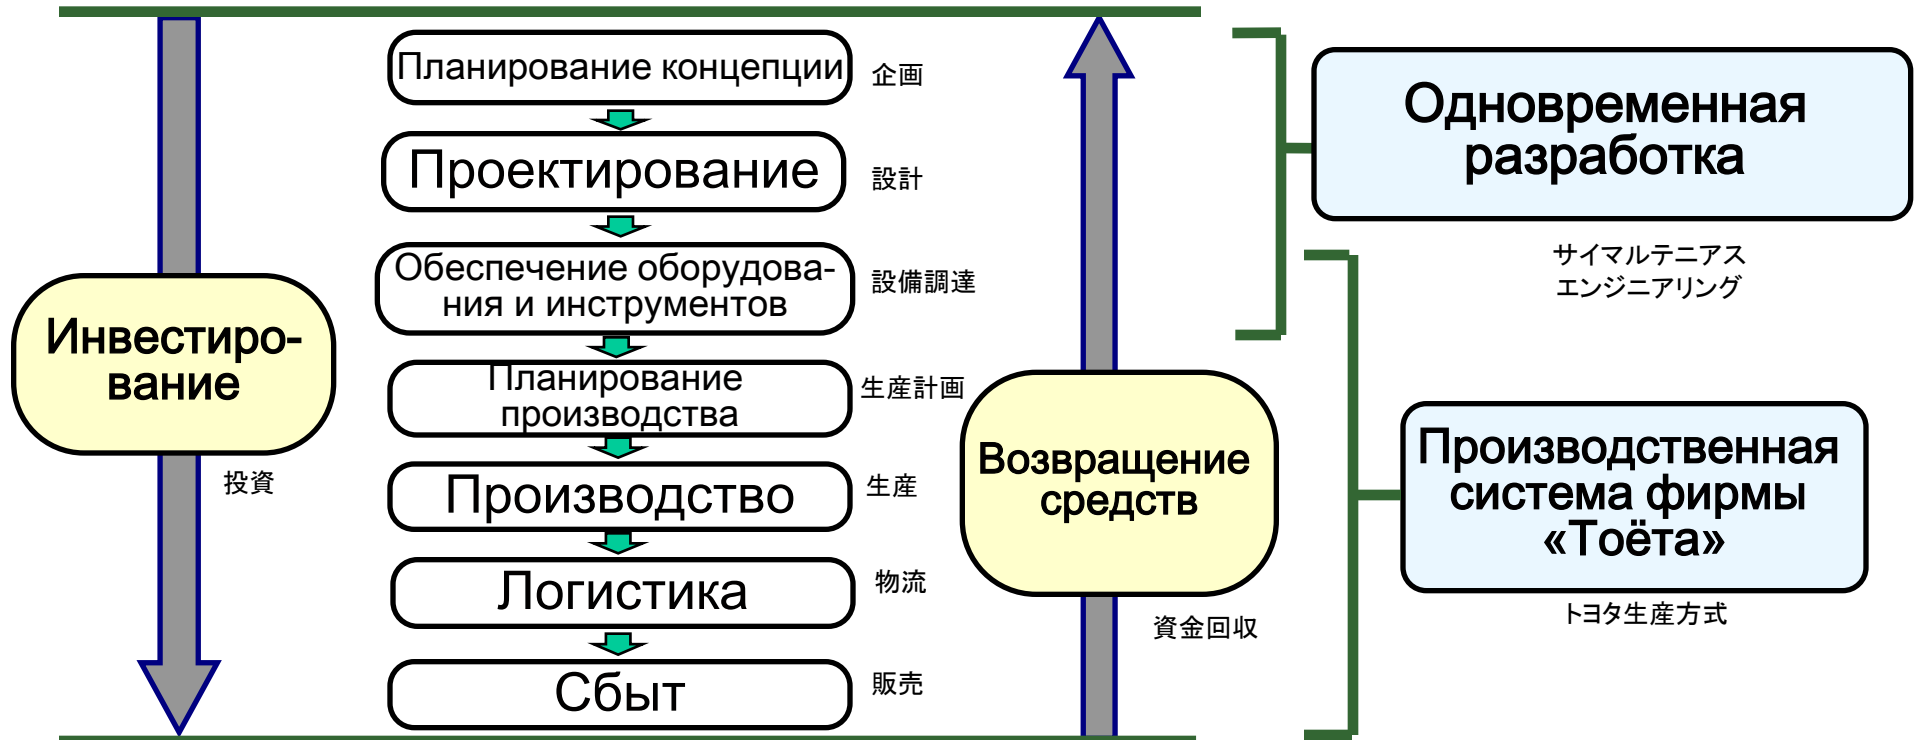 Планирование концепции
企画
Проектирование
設計
Обеспечение оборудова-
ния и инструментов
設備調達
Планирование
производства
生産計画
Производство
生産
Логистика
物流
Сбыт
販売
Инвестиро-
вание
投資
Возвращение
средств
資金回収
Одновременная
разработка
サイマルテニアス
エンジニアリング
Производственная
система фирмы
«Тоёта»
トヨタ生産方式